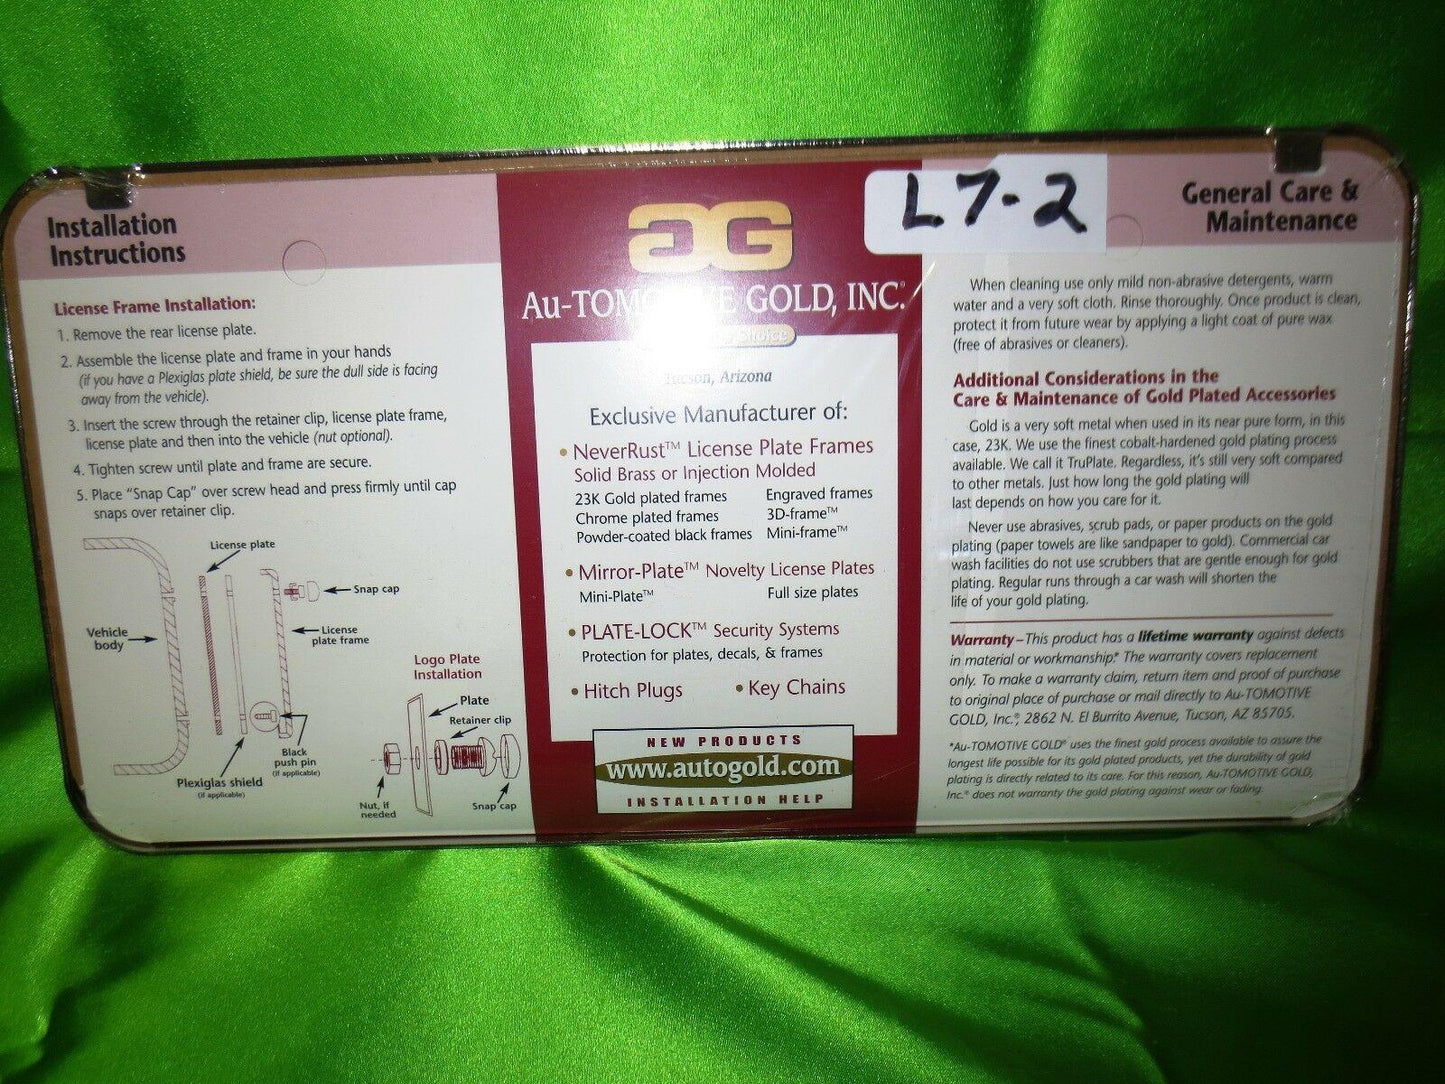 Installation
Instructions
License Frame Installation:
1. Remove the rear license plate.
2. Assemble the license plate and frame in your hands
(if you have a Plexiglas plate shield, be sure the dull side is facing
away from the vehicle).
3. Insert the screw through the retainer clip, license plate frame,
license plate and then into the vehicle (nut optional).
4. Tighten screw until plate and frame are secure.
5. Place “Snap Cap” over screw head and press firmly until cap
snaps over retainer clip.
License plate
Snap cap
Vehicle
body
License
plate frame
Black
push pin
(if applicable)
Plexiglas shield
(if applicable)
Logo Plate
Installation
Plate
Retainer clip
Nut, if
needed
Snap cap
AG
Au-TOMOTIVE GOLD, INC.®
Choice
Tucson, Arizona
Exclusive Manufacturer of:
• NeverRust™ License Plate Frames
Solid Brass or Injection Molded
23K Gold plated frames Engraved frames
Chrome plated frames 3D-frame™
Powder-coated black frames Mini-frame™
• Mirror-Plate™ Novelty License Plates
Mini-Plate™ Full size plates
• PLATE-LOCK™ Security Systems
Protection for plates, decals, & frames
• Hitch Plugs • Key Chains
NEW PRODUCTS
www.autogold.com
INSTALLATION HELP
L7-2
General Care &
Maintenance
When cleaning use only mild non-abrasive detergents, warm
water and a very soft cloth. Rinse thoroughly. Once product is clean,
protect it from future wear by applying a light coat of pure wax
(free of abrasives or cleaners).
Additional Considerations in the
Care & Maintenance of Gold Plated Accessories
Gold is a very soft metal when used in its near pure form, in this
case, 23K. We use the finest cobalt-hardened gold plating process
available. We call it TruPlate. Regardless, it’s still very soft compared
to other metals. Just how long the gold plating will
last depends on how you care for it.
Never use abrasives, scrub pads, or paper products on the gold
plating (paper towels are like sandpaper to gold). Commercial car
wash facilities do not use scrubbers that are gentle enough for gold
plating. Regular runs through a car wash will shorten the
life of your gold plating.
Warranty – This product has a lifetime warranty against defects
in material or workmanship.* The warranty covers replacement
only. To make a warranty claim, return item and proof of purchase
to original place of purchase or mail directly to Au-TOMOTIVE
GOLD, Inc.®, 2862 N. El Burrito Avenue, Tucson, AZ 85705.
*Au-TOMOTIVE GOLD® uses the finest gold process available to assure the
longest life possible for its gold plated products, yet the durability of gold
plating is directly related to its care. For this reason, Au-TOMOTIVE GOLD,
Inc.® does not warranty the gold plating against wear or fading.